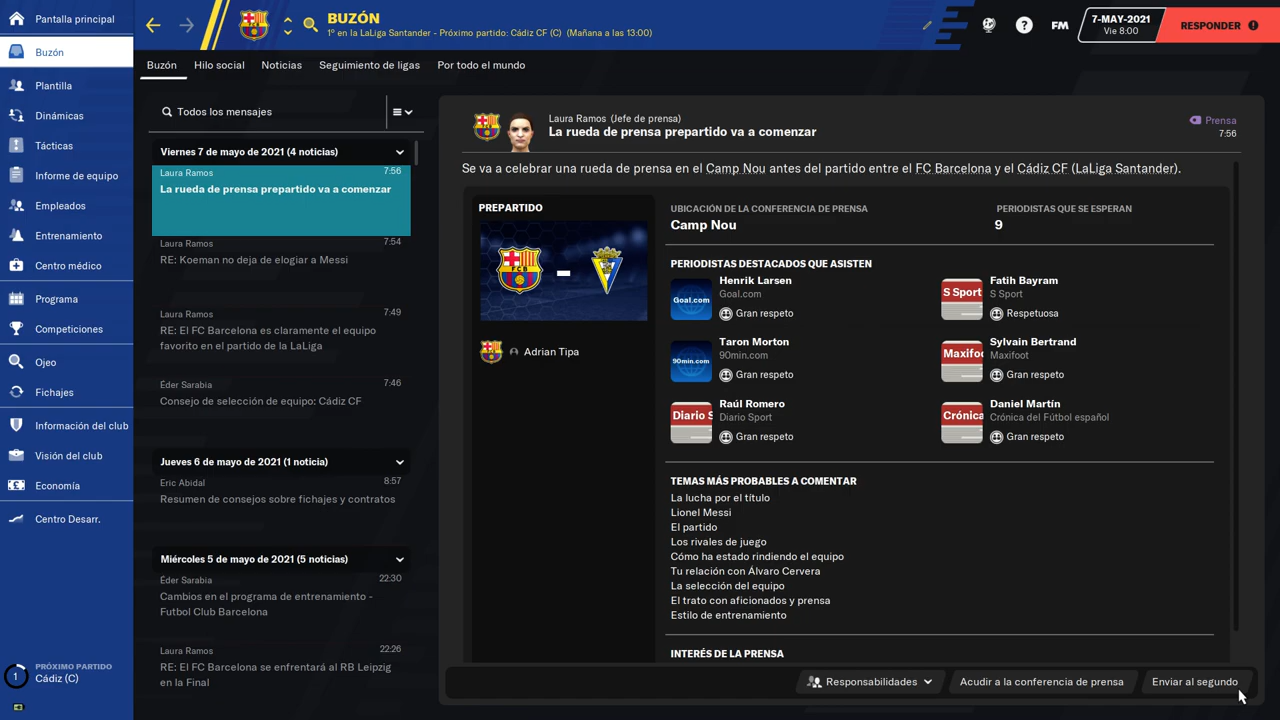 Pantalla principal
Buzón
Plantilla
Dinámicas
Tácticas
Informe de equipo
Empleados
Entrenamiento
Centro médico
Programa
Competiciones
Ojeo
Fichajes
Información del club
Visión del club
Economía
Centro Desarr.
1
PRÓXIMO PARTIDO
Cádiz (C)
BUZÓN
1º en la LaLiga Santander - Próximo partido: Cádiz CF (C) (Mañana a las 13:00)
FM
7-MAY-2021
Vie 8:00
RESPONDER
Buzón Hilo social Noticias Seguimiento de ligas Por todo el mundo
Todos los mensajes
Viernes 7 de mayo de 2021 (4 noticias)
Laura Ramos 7:56
La rueda de prensa prepartido va a comenzar
Laura Ramos 7:54
RE: Koeman no deja de elogiar a Messi
Laura Ramos 7:49
RE: El FC Barcelona es claramente el equipo
favorito en el partido de la LaLiga
Éder Sarabia 7:46
Consejo de selección de equipo: Cádiz CF
Jueves 6 de mayo de 2021 (1 noticia)
Eric Abidal 8:57
Resumen de consejos sobre fichajes y contratos
Miércoles 5 de mayo de 2021 (5 noticias)
Éder Sarabia 22:30
Cambios en el programa de entrenamiento -
Futbol Club Barcelona
Laura Ramos 22:26
RE: El FC Barcelona se enfrentará al RB Leipzig
en la Final
Laura Ramos (Jefe de prensa)
La rueda de prensa prepartido va a comenzar
Prensa
7:56
Se va a celebrar una rueda de prensa en el Camp Nou antes del partido entre el FC Barcelona y el Cádiz CF (LaLiga Santander).
PREPARTIDO
Adrian Tipa
UBICACIÓN DE LA CONFERENCIA DE PRENSA
Camp Nou
PERIODISTAS QUE SE ESPERAN
9
PERIODISTAS DESTACADOS QUE ASISTEN
Goal.com
Henrik Larsen
Goal.com
Gran respeto
S Sport
Fatih Bayram
S Sport
Respetuosa
90min.com
Taron Morton
90min.com
Gran respeto
Maxifoo
Sylvain Bertrand
Maxifoot
Gran respeto
Diario S
Raúl Romero
Diario Sport
Gran respeto
Crónica
Daniel Martín
Crónica del Fútbol español
Gran respeto
TEMAS MÁS PROBABLES A COMENTAR
La lucha por el título
Lionel Messi
El partido
Los rivales de juego
Cómo ha estado rindiendo el equipo
Tu relación con Álvaro Cervera
La selección del equipo
El trato con aficionados y prensa
Estilo de entrenamiento
INTERÉS DE LA PRENSA
Responsabilidades
Acudir a la conferencia de prensa
Enviar al segundo